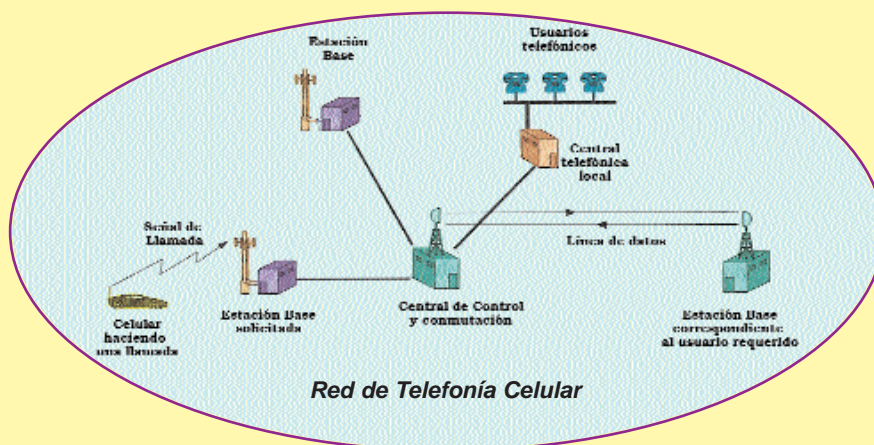 Estación
Base
Usuarios
telefónicos
Central
telefónica
local
Señal de
Llamada
Línea de datos
Celular
haciendo
una llamada
Estación Base
solicitada
Central de Control
y conmutación
Estación Base
correspondiente
al usuario requerido
Red de Telefonía Celular